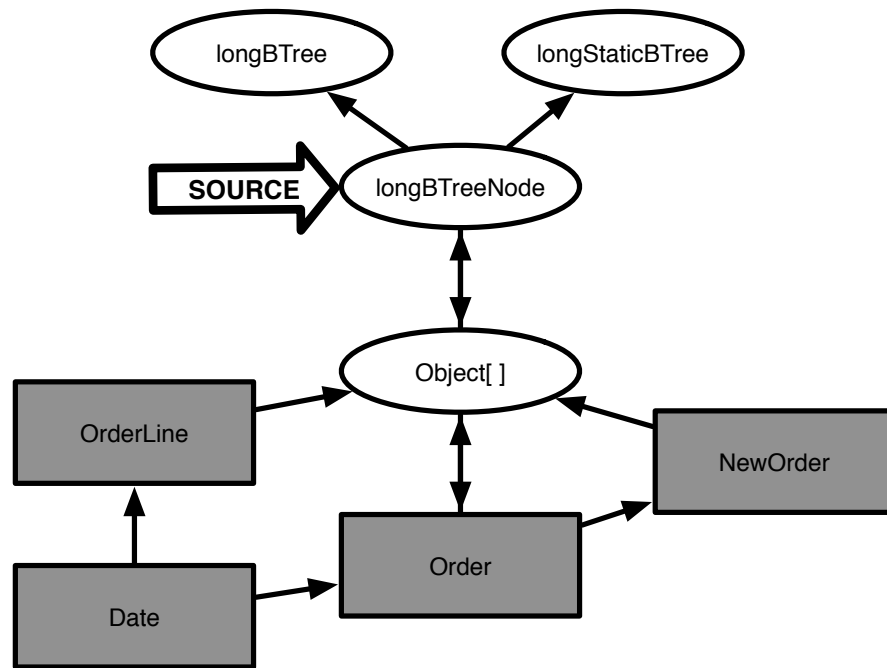 longBTree
longStaticBTree
SOURCE
longBTreeNode
Object[ ]
OrderLine
NewOrder
Order
Date